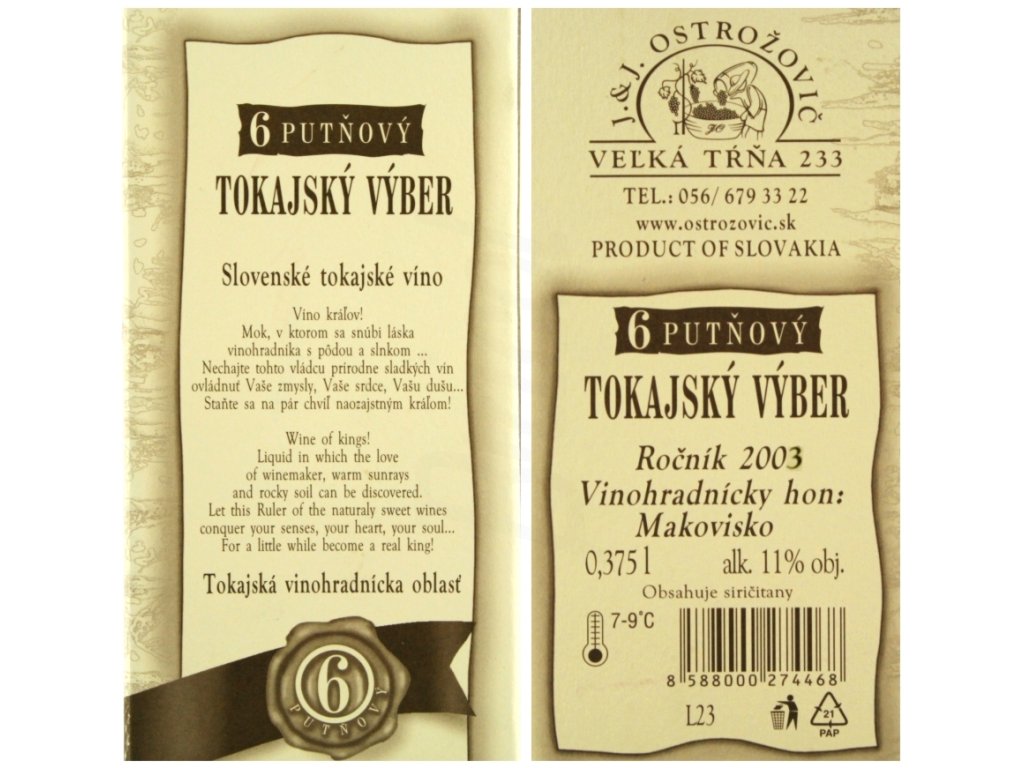 6 PUTŇOVÝ
TOKAJSKÝ VÝBER
Slovenské tokajské víno
Víno kráľov!
Mok, v ktorom sa snúbi láska
vinohradníka s pôdou a slnkom ...
Nechajte tohto vládcu prírodne sladkých vín
ovládnuť Vaše zmysly, Vaše srdce, Vašu dušu...
Staňte sa na pár chvíľ naozajstným kráľom!
Wine of kings!
Liquid in which the love
of winemaker, warm sunrays
and rocky soil can be discovered.
Let this Ruler of the naturaly sweet wines
conquer your senses, your heart, your soul...
For a little while become a real king!
Tokajská vinohradnícka oblasť
6
PUTŇOVÝ
J.&J. OSTROŽOVIČ
JO
VEĽKÁ TŔŇA 233
TEL.: 056/ 679 33 22
www.ostrozovic.sk
PRODUCT OF SLOVAKIA
6 PUTŇOVÝ
TOKAJSKÝ VÝBER
Ročník 2003
Vinohradnícky hon:
Makovisko
0,375 l alk. 11% obj.
Obsahuje siričitany
7-9°C
8 588000 274468
L23
21
PAP